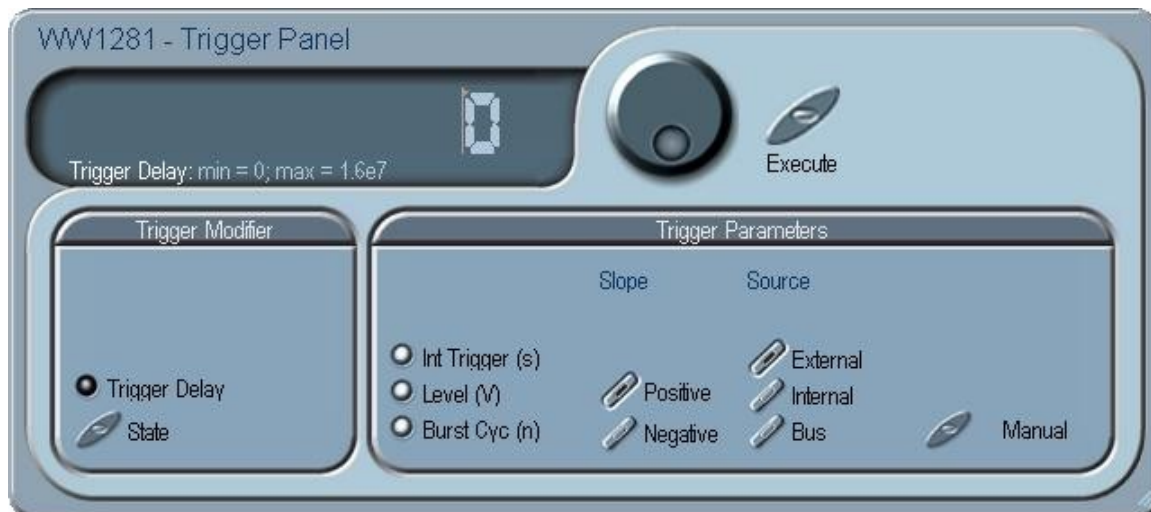 WW1281 - Trigger Panel
0
Trigger Delay: min = 0; max = 1.6e7
Execute
Trigger Modifier
Trigger Delay
State
Trigger Parameters
Slope Source
Int Trigger (s)
Level (V)
Burst Cyc (n)
Positive
Negative
External
Internal
Bus
Manual